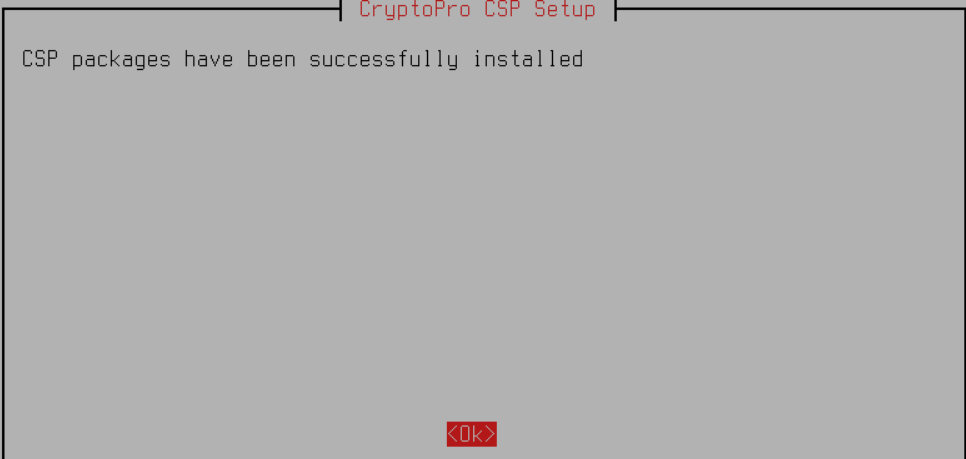 CryptoPro CSP Setup
CSP packages have been successfully installed
<Ok>